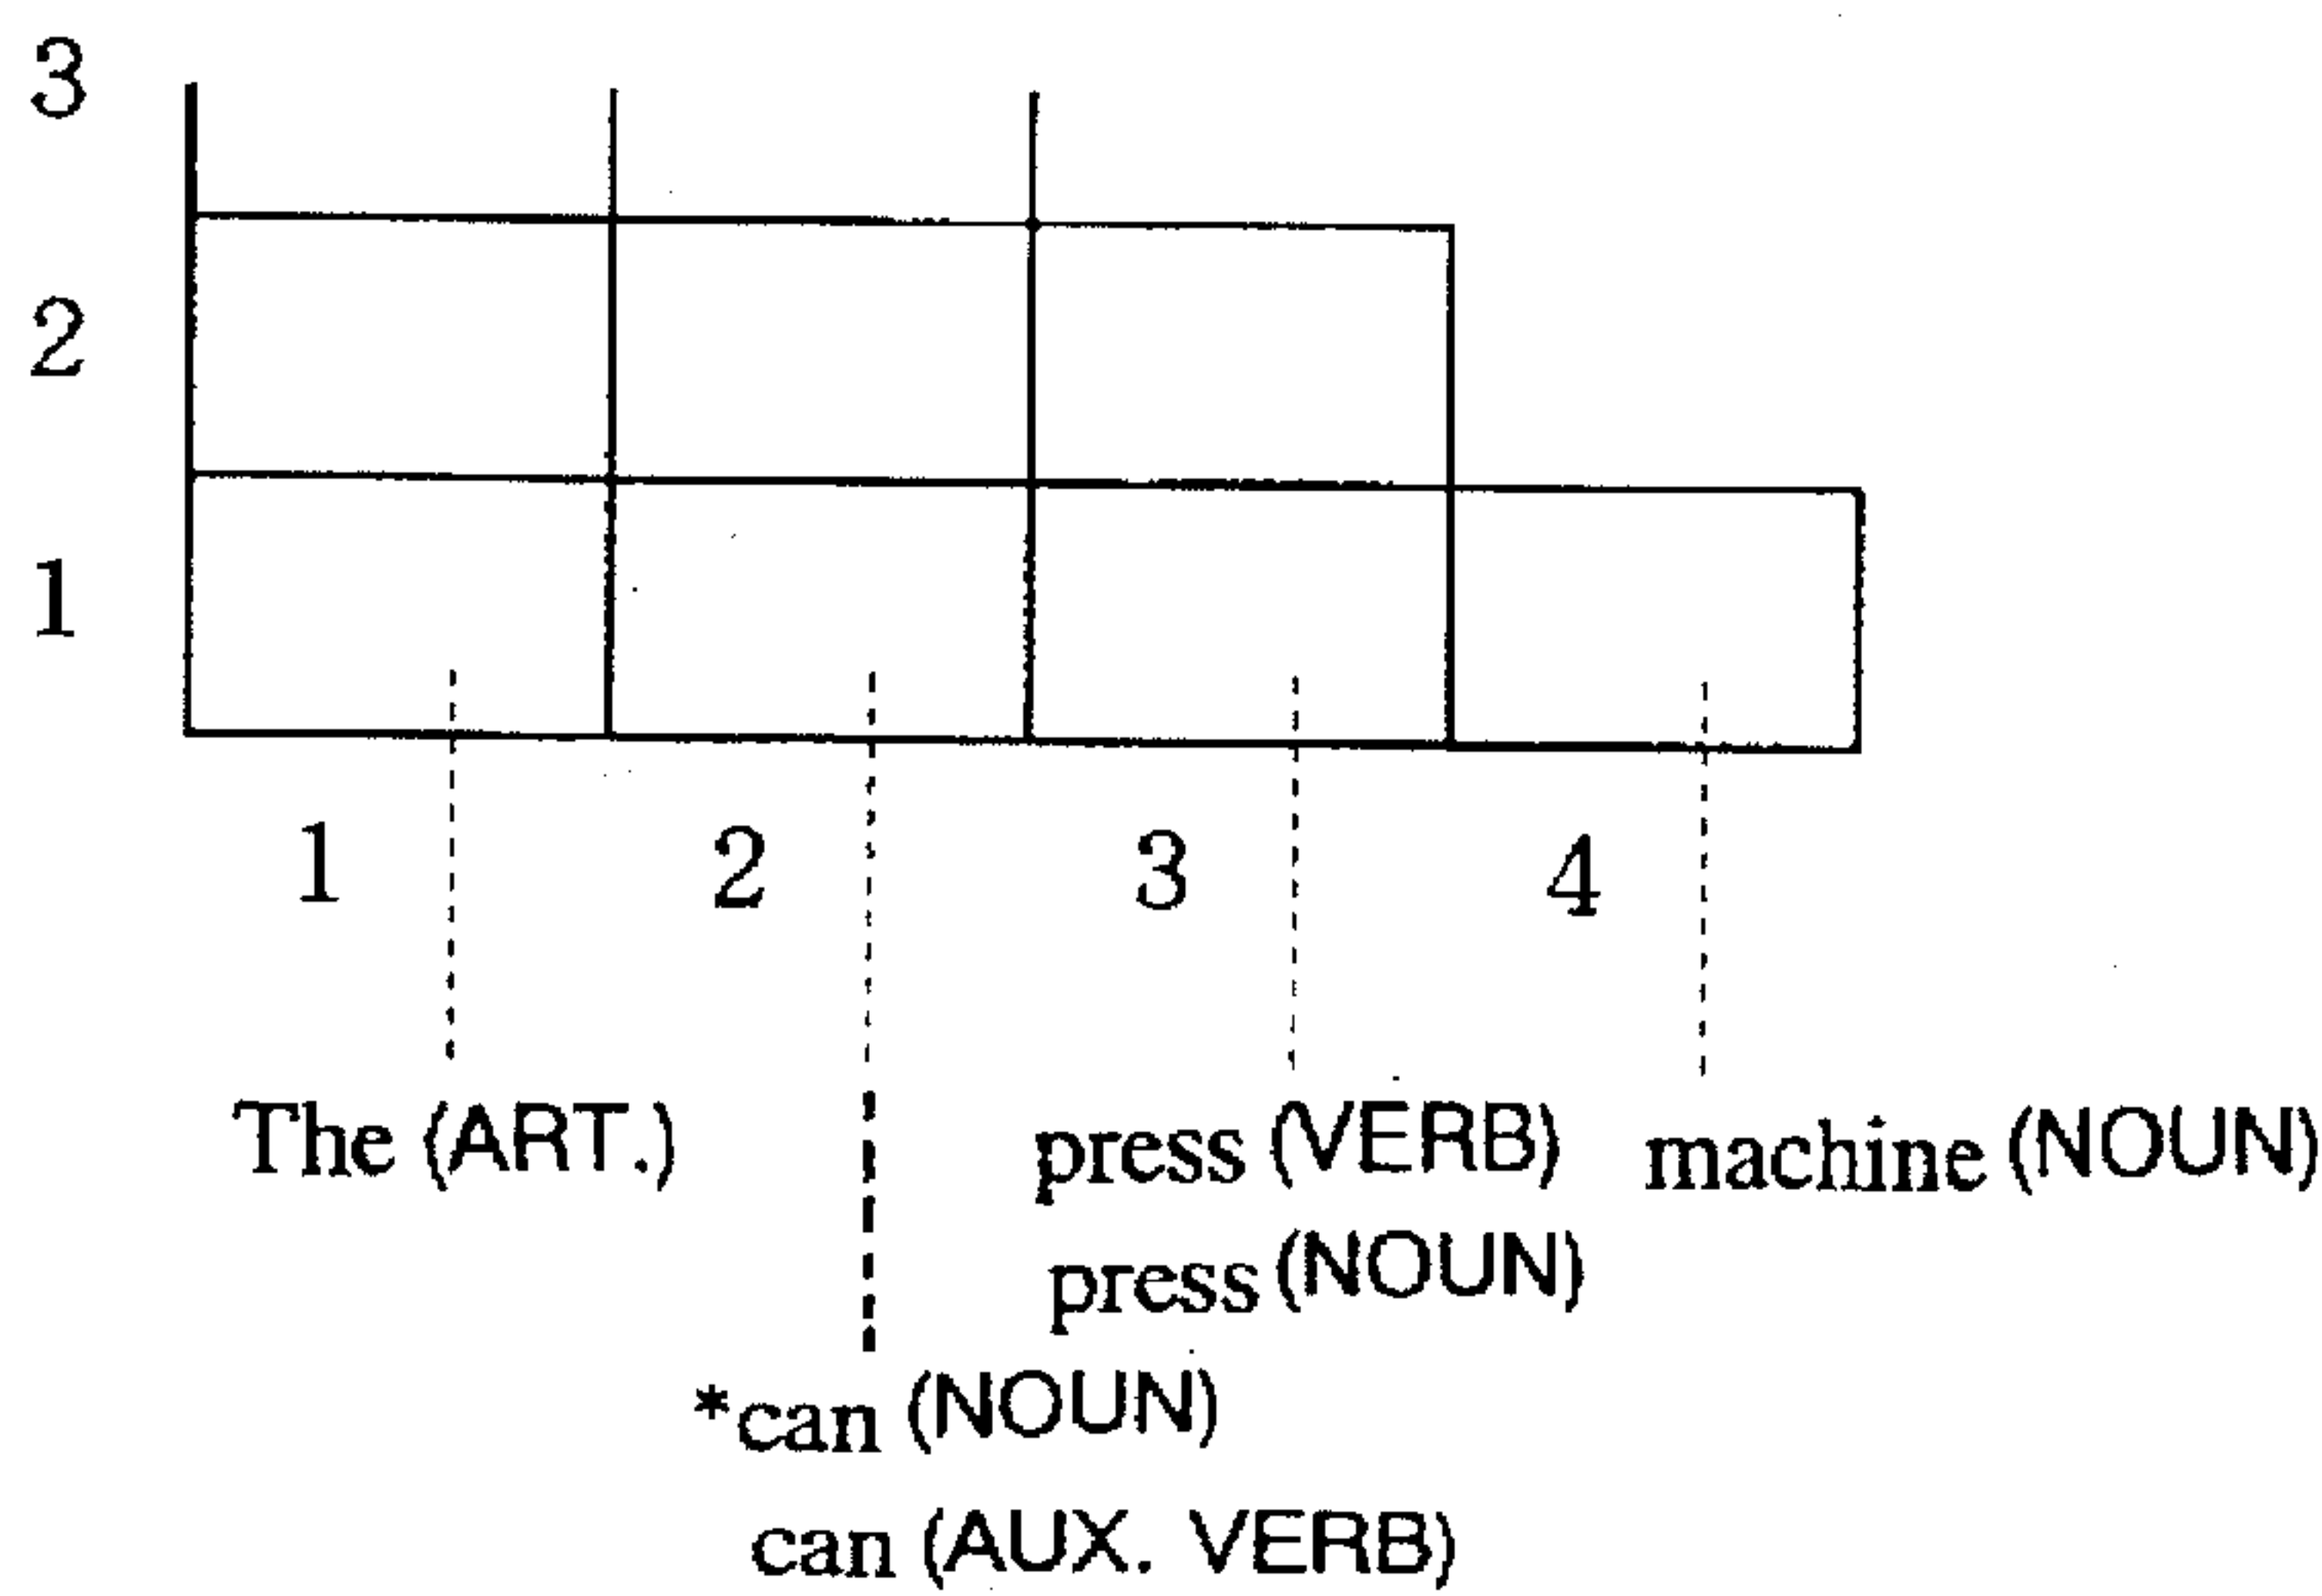 3
2
1
1 2 3 4
The (ART.) press (VERB) machine (NOUN)
press (NOUN)
*can (NOUN)
can (AUX. VERB)